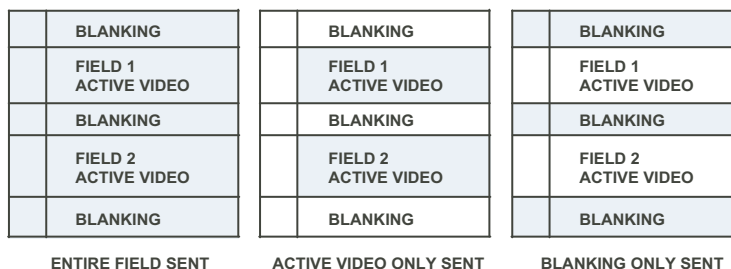 BLANKING
FIELD 1
ACTIVE VIDEO
BLANKING
FIELD 2
ACTIVE VIDEO
BLANKING
ENTIRE FIELD SENT
BLANKING
FIELD 1
ACTIVE VIDEO
BLANKING
FIELD 2
ACTIVE VIDEO
BLANKING
ACTIVE VIDEO ONLY SENT
BLANKING
FIELD 1
ACTIVE VIDEO
BLANKING
FIELD 2
ACTIVE VIDEO
BLANKING
BLANKING ONLY SENT